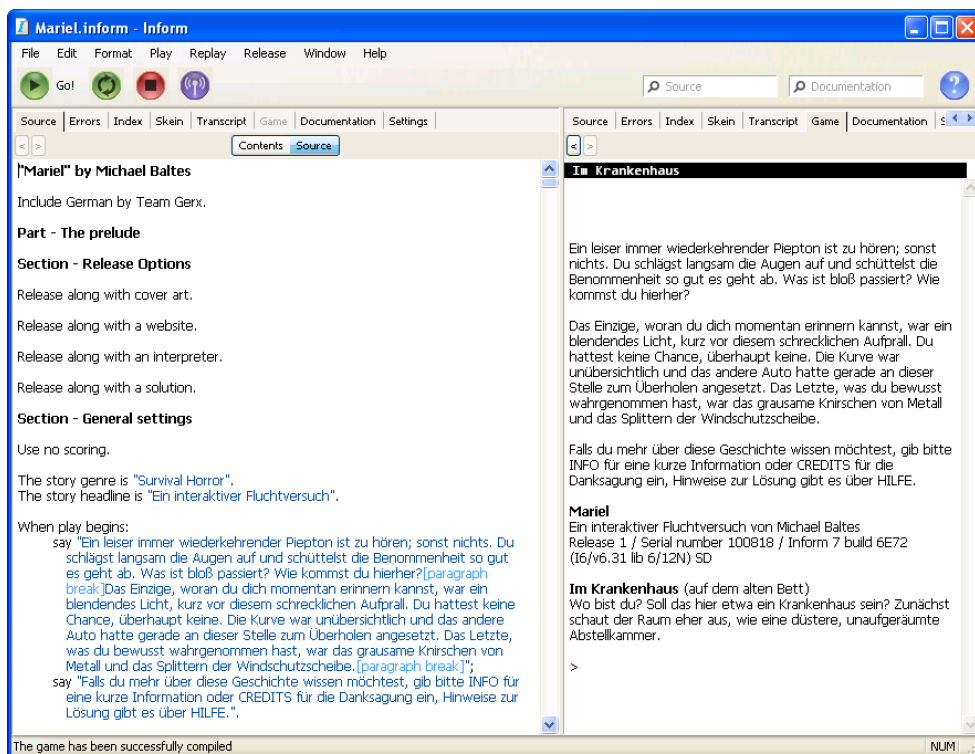 Mariel.inform - Inform
File Edit Format Play Replay Release Window Help
Go!
Source
Documentation
Source Errors Index Skein Transcript Game Documentation Settings
< >
Contents Source
"Mariel" by Michael Baltes
Include German by Team Gerx.
Part - The prelude
Section - Release Options
Release along with cover art.
Release along with a website.
Release along with an interpreter.
Release along with a solution.
Section - General settings
Use no scoring.
The story genre is "Survival Horror".
The story headline is "Ein interaktiver Fluchtversuch".
When play begins:
say "Ein leiser immer wiederkehrender Piepton ist zu hören; sonst nichts. Du
schlägst langsam die Augen auf und schüttelst die Benommenheit so gut
es geht ab. Was ist bloß passiert? Wie kommst du hierher?[paragraph
break]Das Einzige, woran du dich momentan erinnern kannst, war ein
blendendes Licht, kurz vor diesem schrecklichen Aufprall. Du hattest keine
Chance, überhaupt keine. Die Kurve war unübersichtlich und das andere
Auto hatte gerade an dieser Stelle zum Überholen angesetzt. Das Letzte,
was du bewusst wahrgenommen hast, war das grausame Knirschen von
Metall und das Splittern der Windschutzscheibe.[paragraph break]";
say "Falls du mehr über diese Geschichte wissen möchtest, gib bitte INFO für
eine kurze Information oder CREDITS für die Danksagung ein, Hinweise zur
Lösung gibt es über HILFE.".
Source Errors Index Skein Transcript Game Documentation S
< >
Im Krankenhaus
Ein leiser immer wiederkehrender Piepton ist zu hören; sonst
nichts. Du schlägst langsam die Augen auf und schüttelst die
Benommenheit so gut es geht ab. Was ist bloß passiert? Wie
kommst du hierher?
Das Einzige, woran du dich momentan erinnern kannst, war ein
blendendes Licht, kurz vor diesem schrecklichen Aufprall. Du
hattest keine Chance, überhaupt keine. Die Kurve war
unübersichtlich und das andere Auto hatte gerade an dieser
Stelle zum Überholen angesetzt. Das Letzte, was du bewusst
wahrgenommen hast, war das grausame Knirschen von Metall
und das Splittern der Windschutzscheibe.
Falls du mehr über diese Geschichte wissen möchtest, gib bitte
INFO für eine kurze Information oder CREDITS für die
Danksagung ein, Hinweise zur Lösung gibt es über HILFE.
Mariel
Ein interaktiver Fluchtversuch von Michael Baltes
Release 1 / Serial number 100818 / Inform 7 build 6E72
(I6/v6.31 lib 6/12N) SD
Im Krankenhaus (auf dem alten Bett)
Wo bist du? Soll das hier etwa ein Krankenhaus sein? Zunächst
schaut der Raum eher aus, wie eine düstere, unaufgeräumte
Abstellkammer.
>
The game has been successfully compiled
NUM